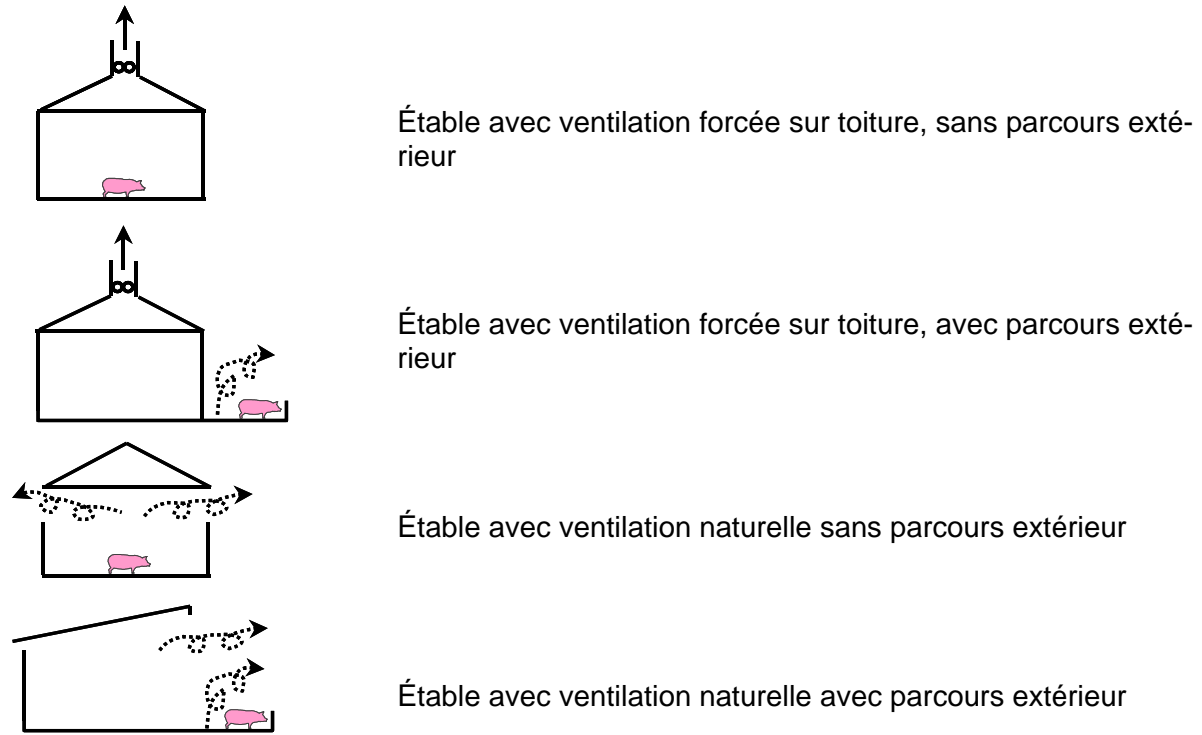 Étable avec ventilation forcée sur toiture, sans parcours exté-
rieur
Étable avec ventilation forcée sur toiture, avec parcours exté-
rieur
Étable avec ventilation naturelle sans parcours extérieur
Étable avec ventilation naturelle avec parcours extérieur